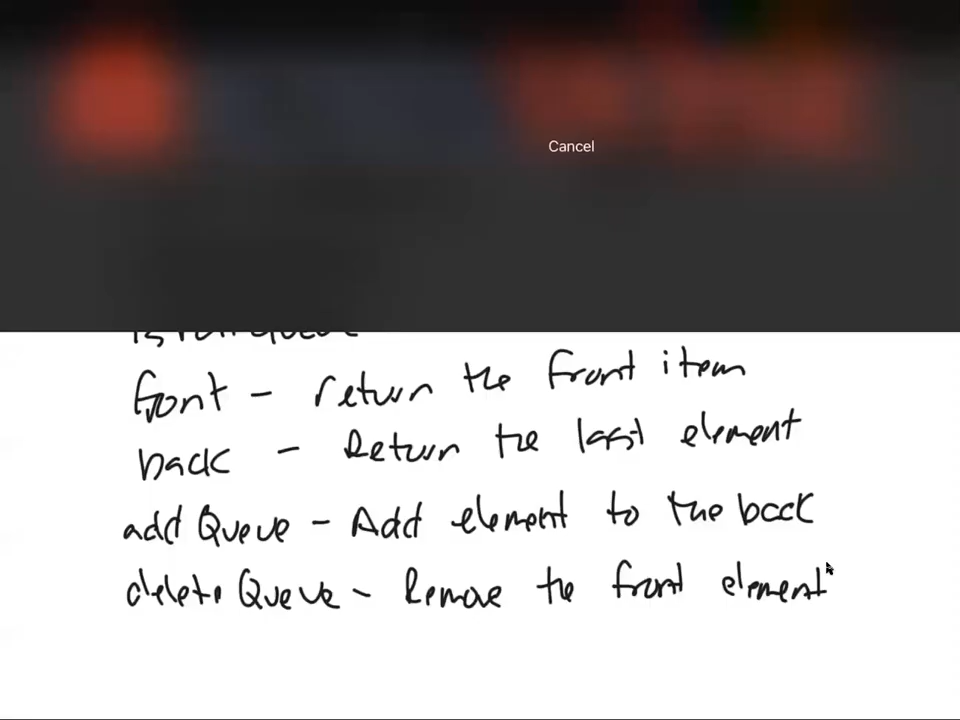 Cancel
front - return the front item
back - Return the last element
addQueue - Add element to the back
deleteQueue - Remove the front element